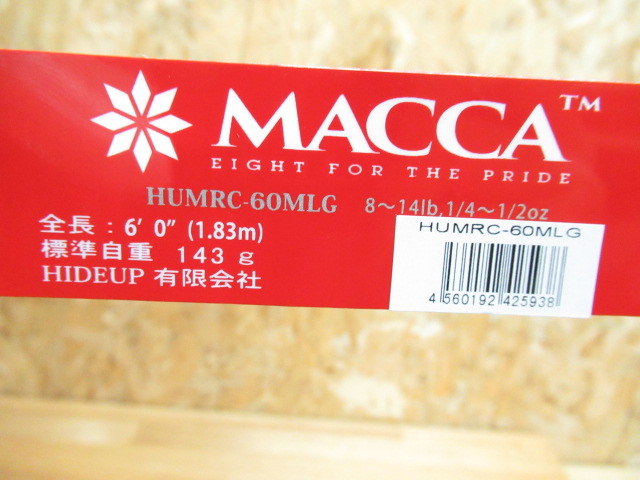 MACCA™
EIGHT FOR THE PRIDE
HUMRC-60MLG 8～14lb,1/4～1/2oz
全長：6' 0" (1.83m)
標準自重 143ｇ
HIDEUP 有限会社
HUMRC-60MLG
4 560192 425938